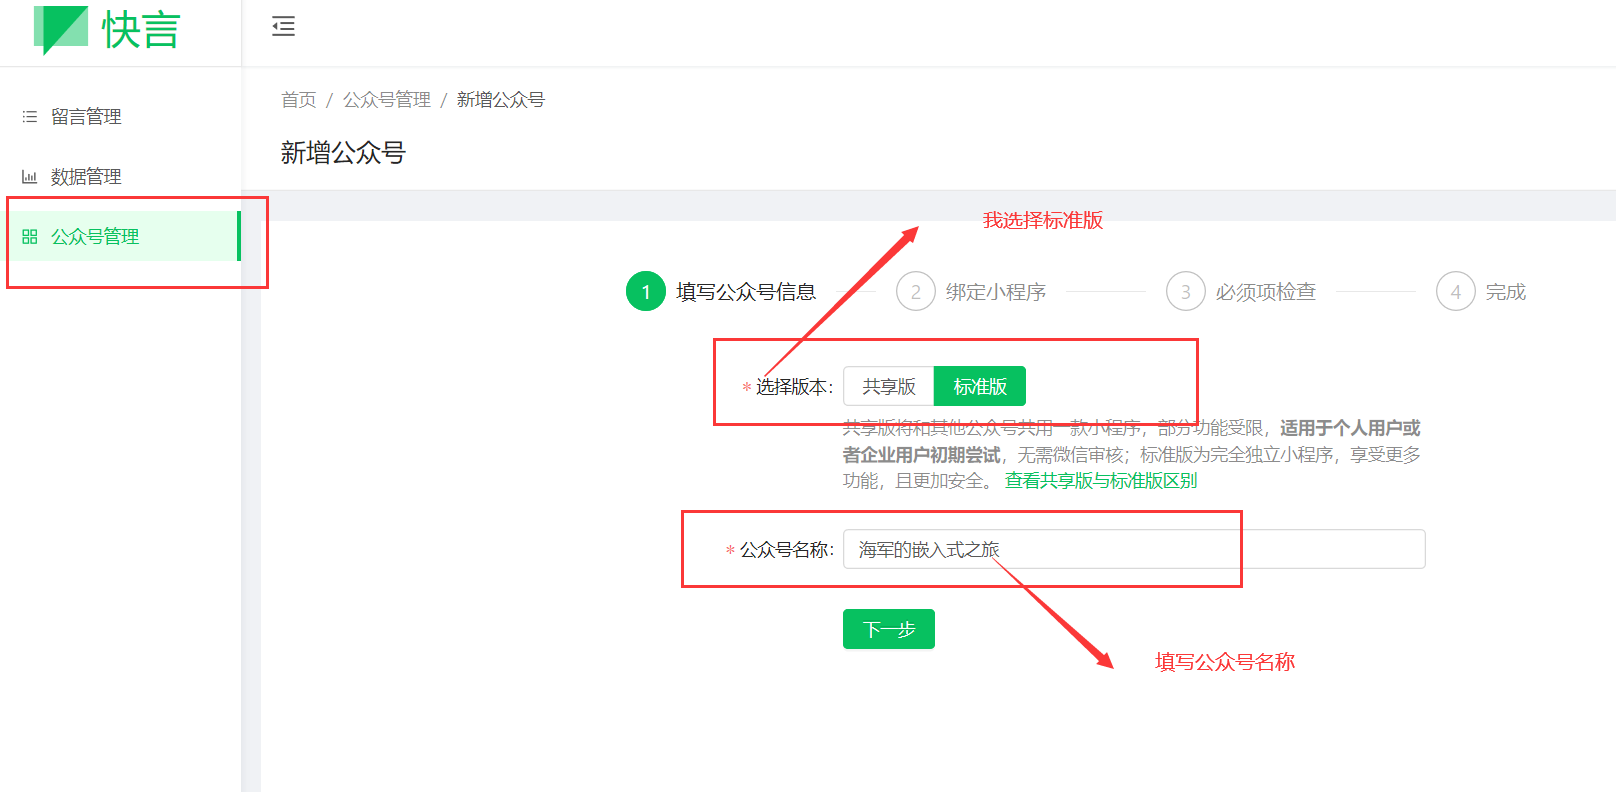 快言
留言管理
数据管理
公众号管理
首页 / 公众号管理 / 新增公众号
新增公众号
我选择标准版
1 填写公众号信息 2 绑定小程序 3 必须项检查 4 完成
* 选择版本: 共享版 标准版
共享版将和其他公众号共用一款小程序，部分功能受限，适用于个人用户或
者企业用户初期尝试，无需微信审核；标准版为完全独立小程序，享受更多
功能，且更加安全。 查看共享版与标准版区别
* 公众号名称: 海军的嵌入式之旅
下一步
填写公众号名称